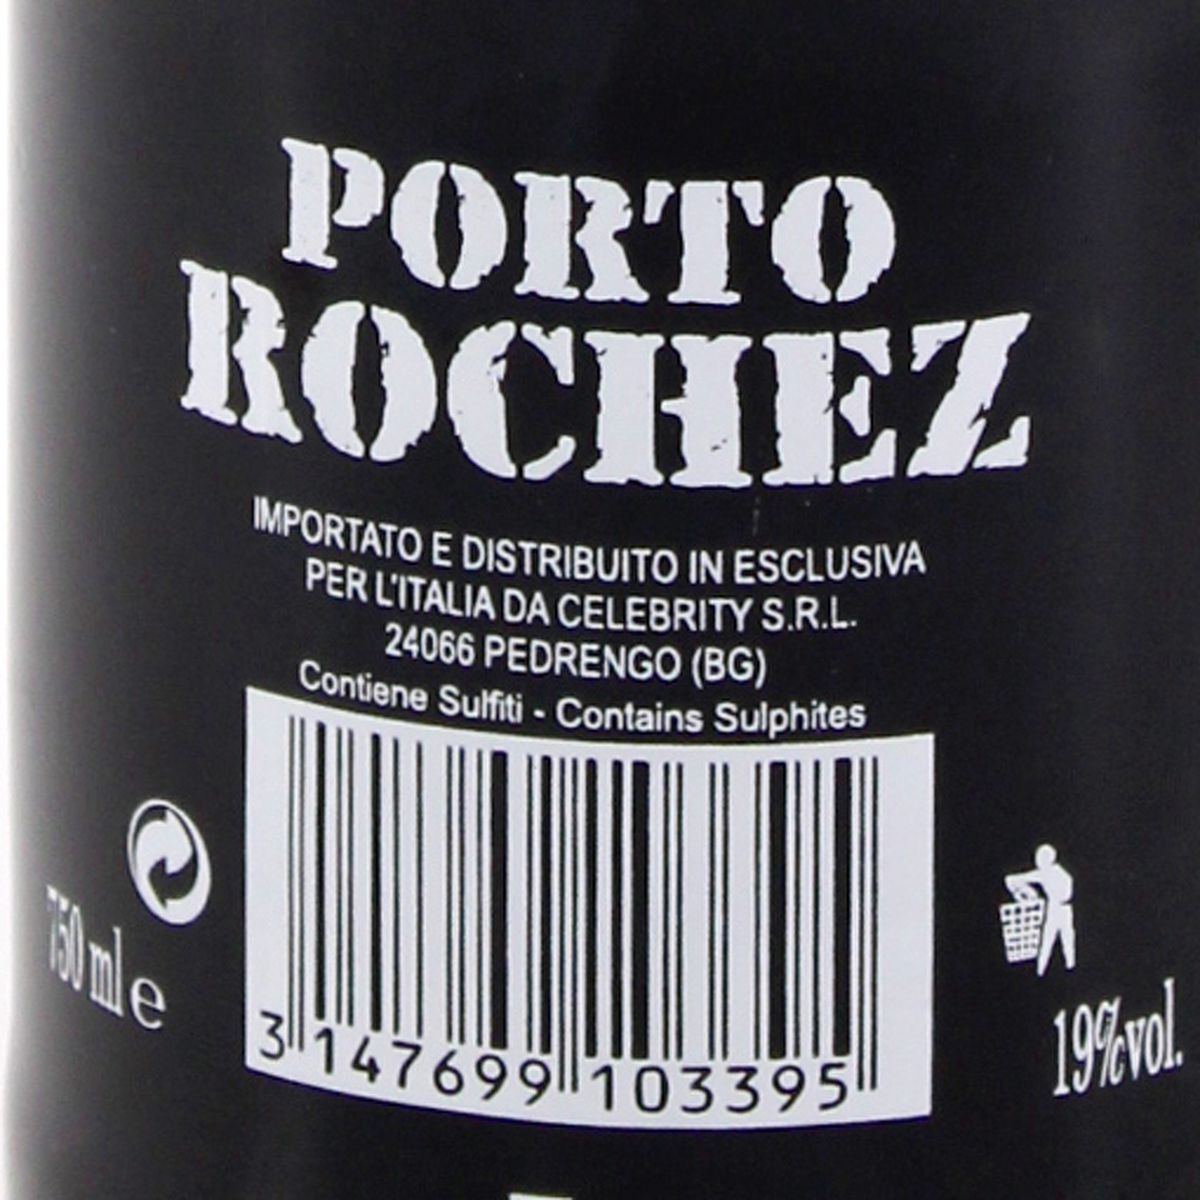 PORTO
ROCHEZ
IMPORTATO E DISTRIBUITO IN ESCLUSIVA
PER L'ITALIA DA CELEBRITY S.R.L.
24066 PEDRENGO (BG)
Contiene Sulfiti - Contains Sulphites
750 ml e
3 147699 103395
19%vol.